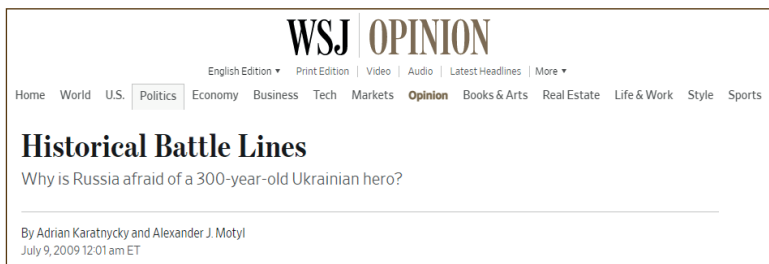 WSJ OPINION
English Edition ▾ Print Edition | Video | Audio | Latest Headlines | More ▾
Home World U.S. Politics Economy Business Tech Markets Opinion Books & Arts Real Estate Life & Work Style Sports
Historical Battle Lines
Why is Russia afraid of a 300-year-old Ukrainian hero?
By Adrian Karatnycky and Alexander J. Motyl
July 9, 2009 12:01 am ET